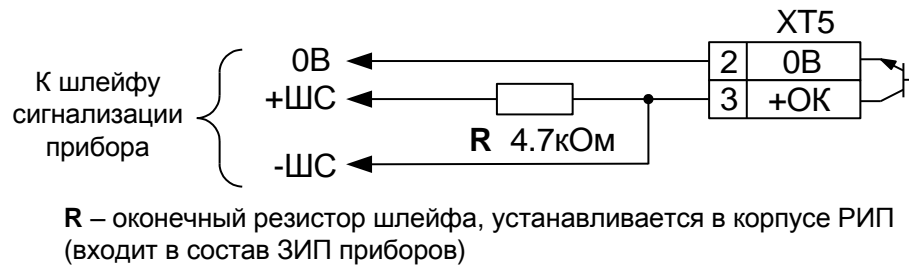 XT5
К шлейфу
сигнализации
прибора
0В
+ШС
-ШС
R 4.7кОм
2 0В
3 +ОК
R – оконечный резистор шлейфа, устанавливается в корпусе РИП
(входит в состав ЗИП приборов)